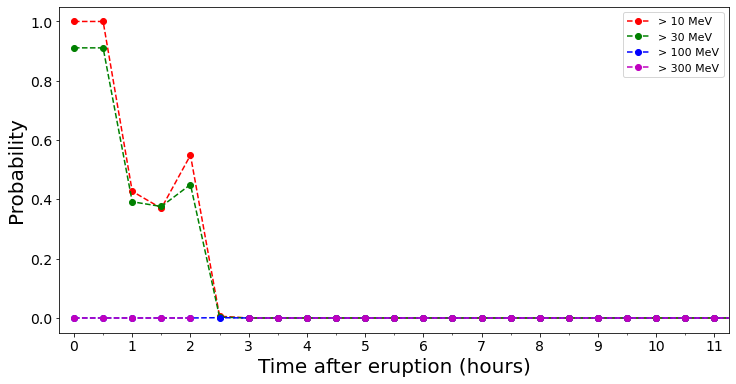 1.0
0.8
0.6
0.4
0.2
0.0
Probability
> 10 MeV
> 30 MeV
> 100 MeV
> 300 MeV
0 1 2 3 4 5 6 7 8 9 10 11
Time after eruption (hours)